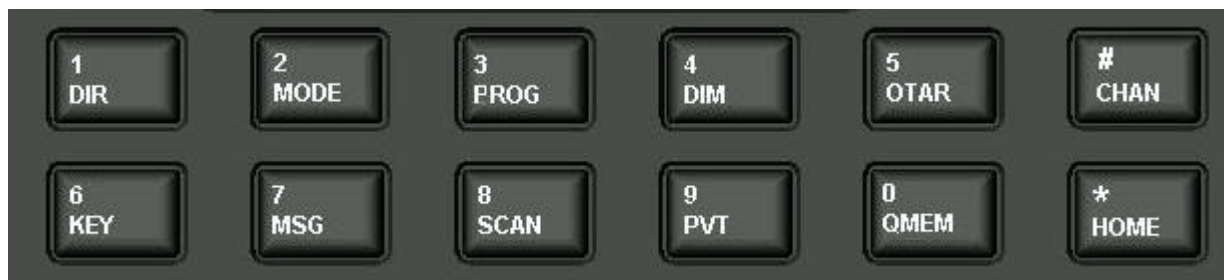 1 2 3 4 5 #
DIR MODE PROG DIM OTAR CHAN
6 7 8 9 0 *
KEY MSG SCAN PVT QMEM HOME